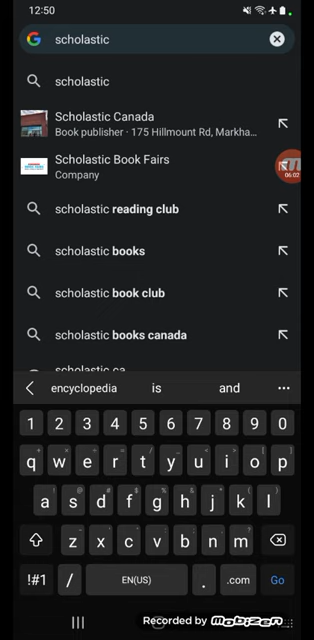 12:50
scholastic
scholastic
Scholastic Canada
Book publisher · 175 Hillmount Rd, Markha...
Scholastic Book Fairs
Company
06:02
scholastic reading club
scholastic books
scholastic book club
scholastic books canada
scholastic ca
encyclopedia is and ...
1 2 3 4 5 6 7 8 9 0
q w e r t y u i o p
a s d f g h j k l
z x c v b n m
!#1 / EN(US) . .com Go
Recorded by MOBIZEN